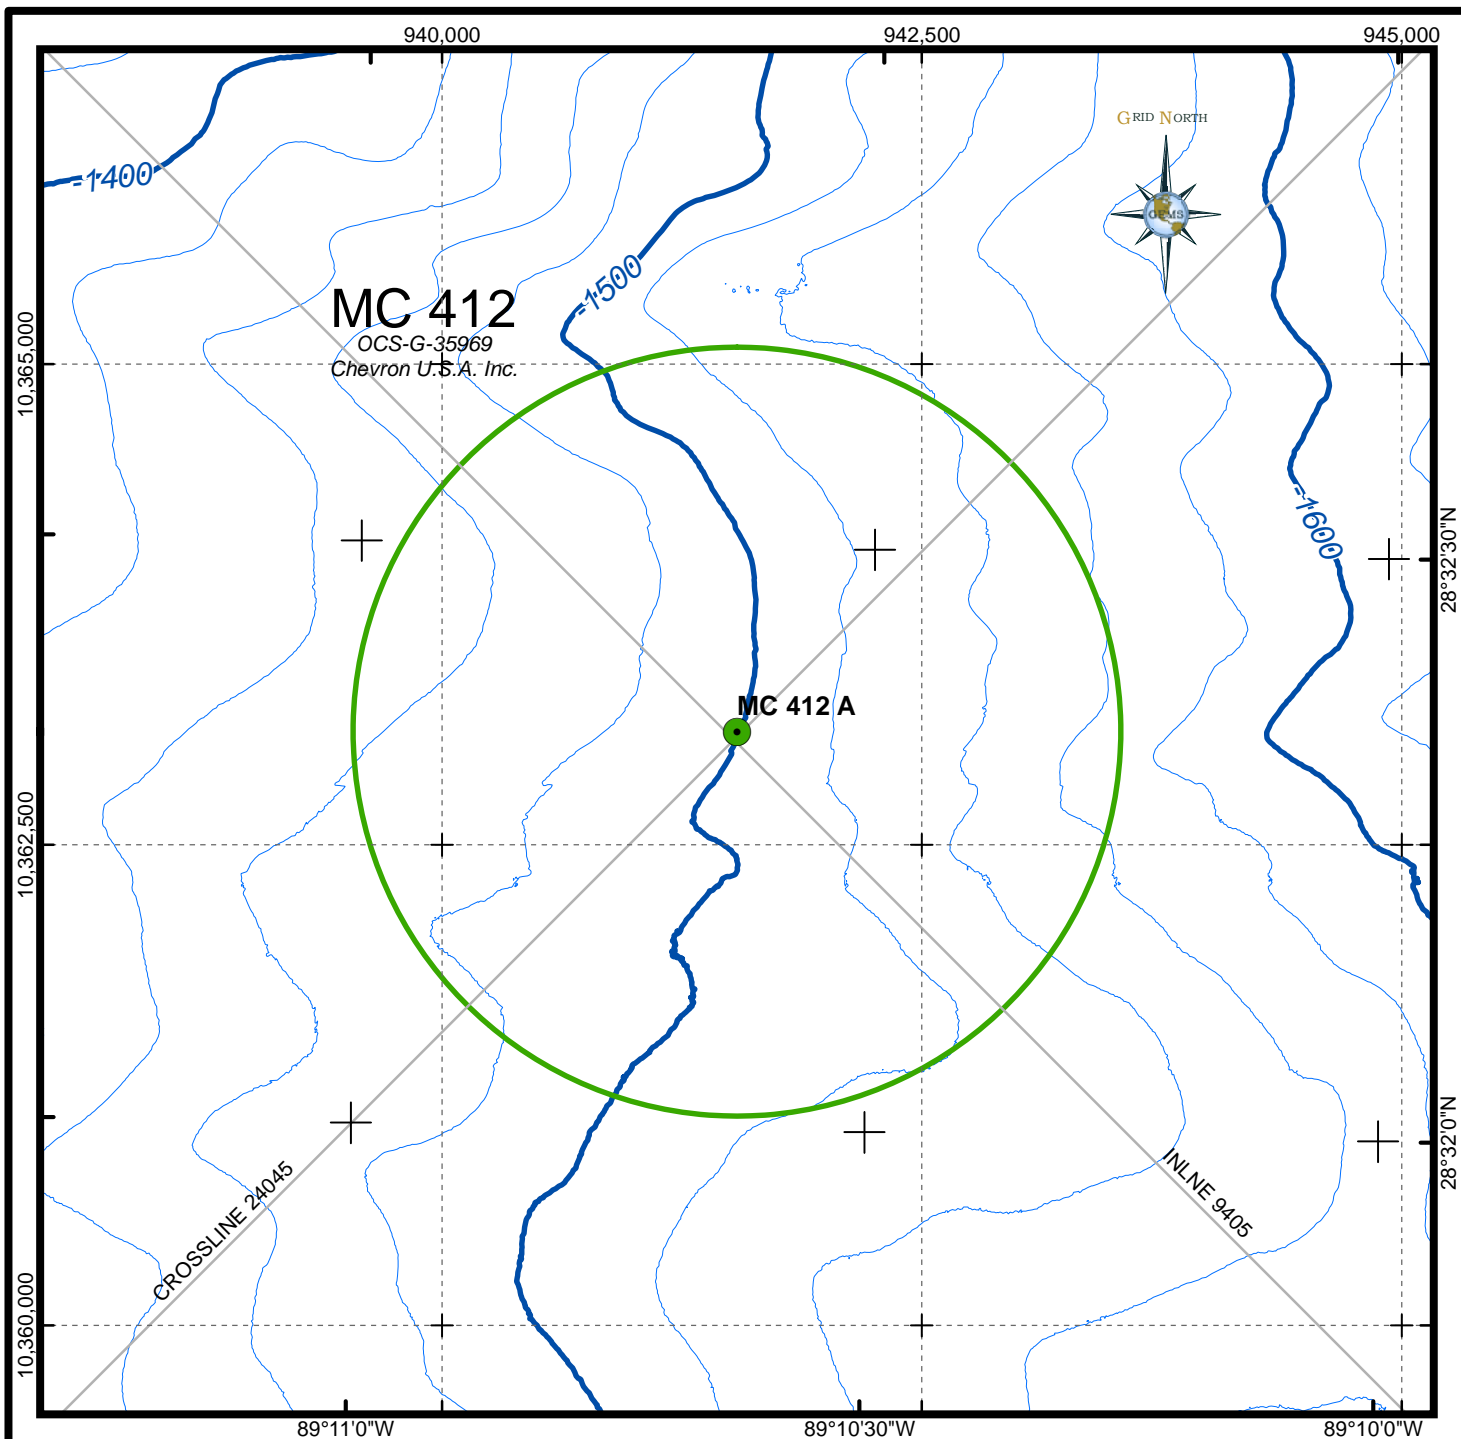 940,000
942,500
945,000
GRID NORTH
GEMS
-1400
-1500
MC 412
OCS-G-35969
Chevron U.S.A. Inc.
10,365,000
-1600
28°32'30"N
MC 412 A
10,362,500
28°32'0"N
CROSSLINE 24045
INLNE 9405
10,360,000
89°11'0"W
89°10'30"W
89°10'0"W